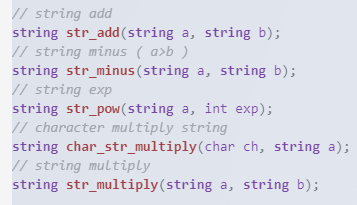 // string add
string str_add(string a, string b);
// string minus ( a>b )
string str_minus(string a, string b);
// string exp
string str_pow(string a, int exp);
// character multiply string
string char_str_multiply(char ch, string a);
// string multiply
string str_multiply(string a, string b);